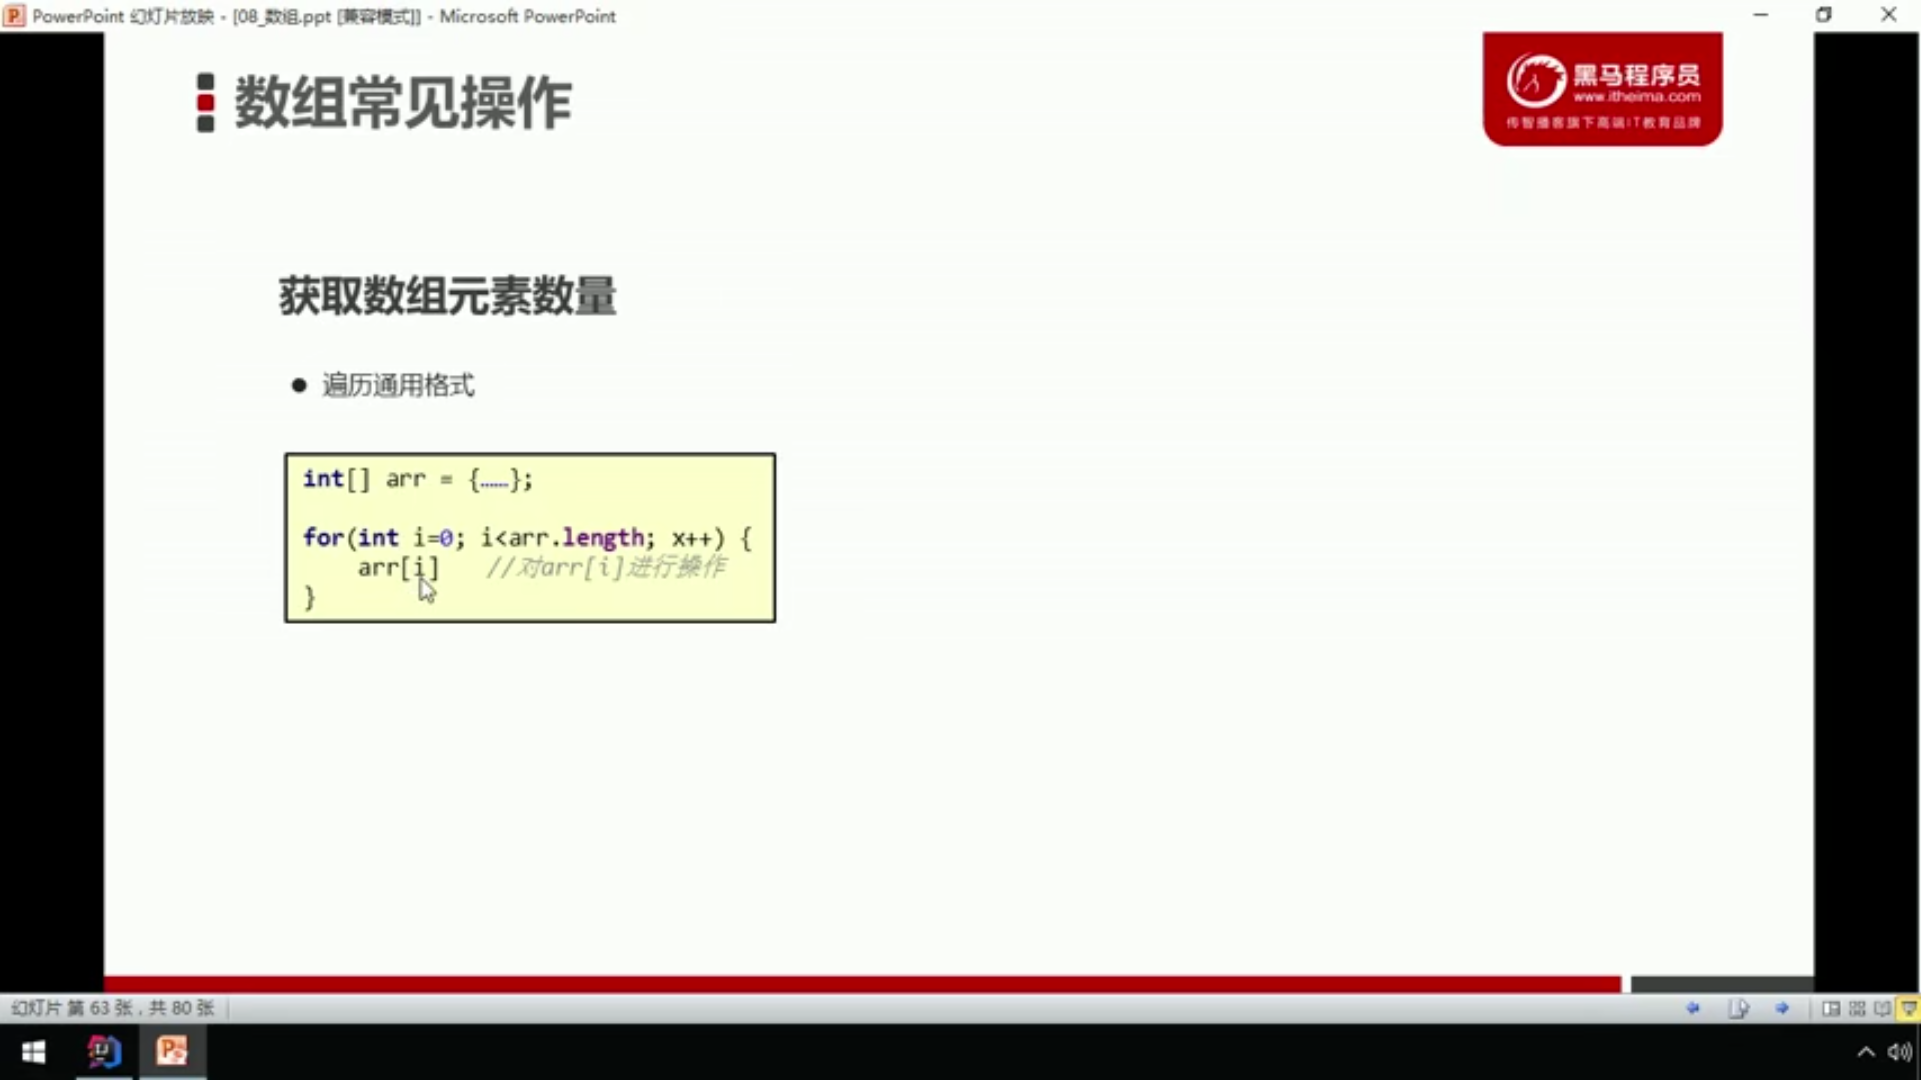 PowerPoint 幻灯片放映 - [08_数组.ppt [兼容模式]] - Microsoft PowerPoint
数组常见操作
黑马程序员
www.itheima.com
传智播客旗下高端IT教育品牌
获取数组元素数量
● 遍历通用格式
int[] arr = {……};
for(int i=0; i<arr.length; x++) {
arr[i] //对arr[i]进行操作
}
幻灯片 第 63 张，共 80 张